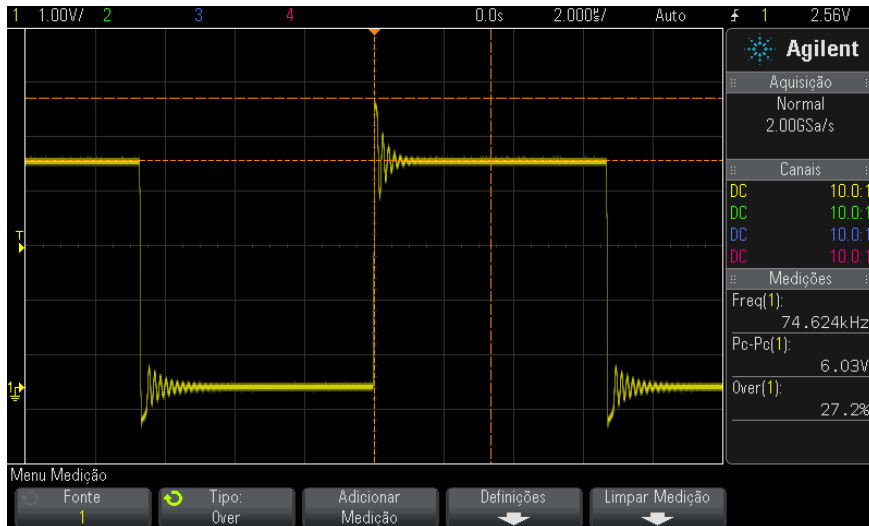 1 1.00V/ 2 3 4 0.0s 2.000㎲/ Auto 1 2.56V
Agilent
Aquisição
Normal
2.00GSa/s
Canais
DC 10.0:1
DC 10.0:1
DC 10.0:1
DC 10.0:1
Medições
Freq(1):
74.624kHz
Pc-Pc(1):
6.03V
Over(1):
27.2%
T
1
Menu Medição
Fonte
1
Tipo:
Over
Adicionar
Medição
Definições
Limpar Medição